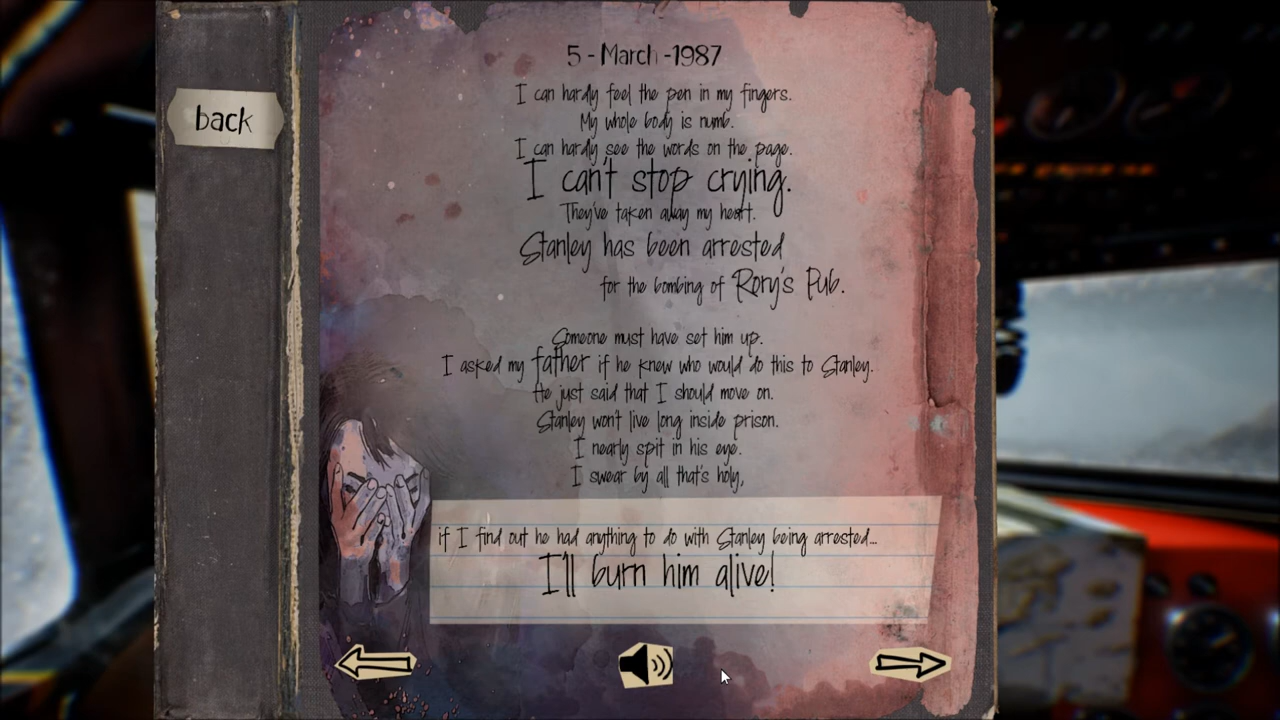 back
5 - March -1987
I can hardly feel the pen in my fingers.
My whole body is numb.
I can hardly see the words on the page.
I can't stop crying.
They've taken away my heart.
Stanley has been arrested
for the bombing of Rory's Pub.
Someone must have set him up.
I asked my father if he knew who would do this to Stanley.
He just said that I should move on.
Stanley won't live long inside prison.
I nearly spit in his eye.
I swear by all that's holy,
if I find out he had anything to do with Stanley being arrested...
I'll burn him alive!